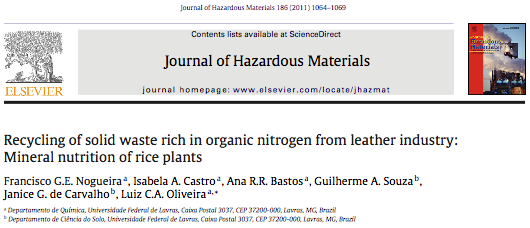 Journal of Hazardous Materials 186 (2011) 1064–1069
Contents lists available at ScienceDirect
Journal of Hazardous Materials
journal homepage: www.elsevier.com/locate/jhazmat
ELSEVIER
Recycling of solid waste rich in organic nitrogen from leather industry:
Mineral nutrition of rice plants
Francisco G.E. Nogueira a, Isabela A. Castro a, Ana R.R. Bastos a, Guilherme A. Souza b,
Janice G. de Carvalho b, Luiz C.A. Oliveira a,*
a Departamento de Química, Universidade Federal de Lavras, Caixa Postal 3037, CEP 37200-000, Lavras, MG, Brazil
b Departamento de Ciência do Solo, Universidade Federal de Lavras, Caixa Postal 3037, CEP 37200-000, Lavras, MG, Brazil